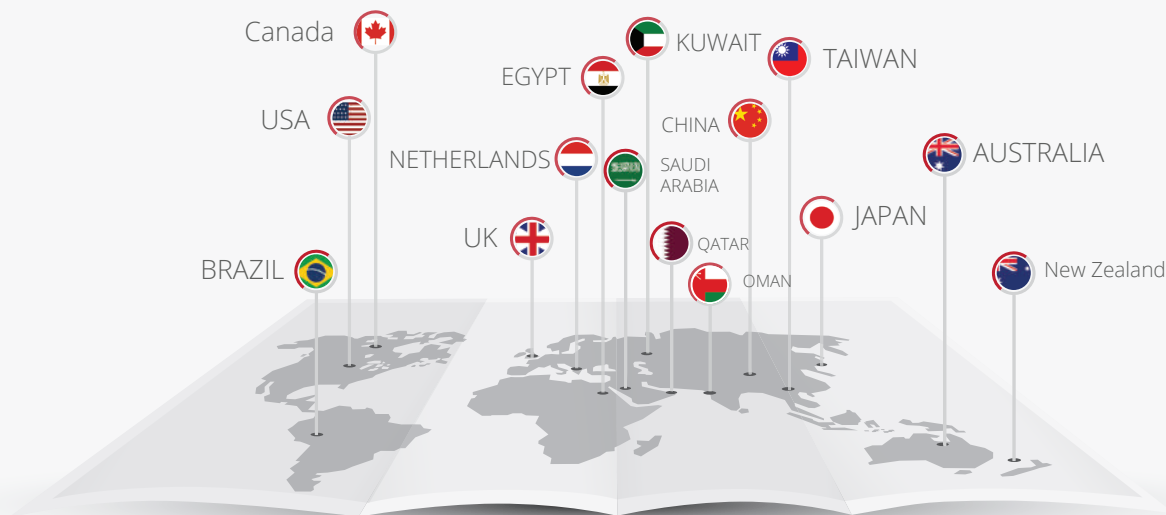 Canada
KUWAIT
TAIWAN
EGYPT
USA
CHINA
AUSTRALIA
NETHERLANDS
SAUDI
ARABIA
JAPAN
UK
QATAR
BRAZIL
OMAN
New Zealand